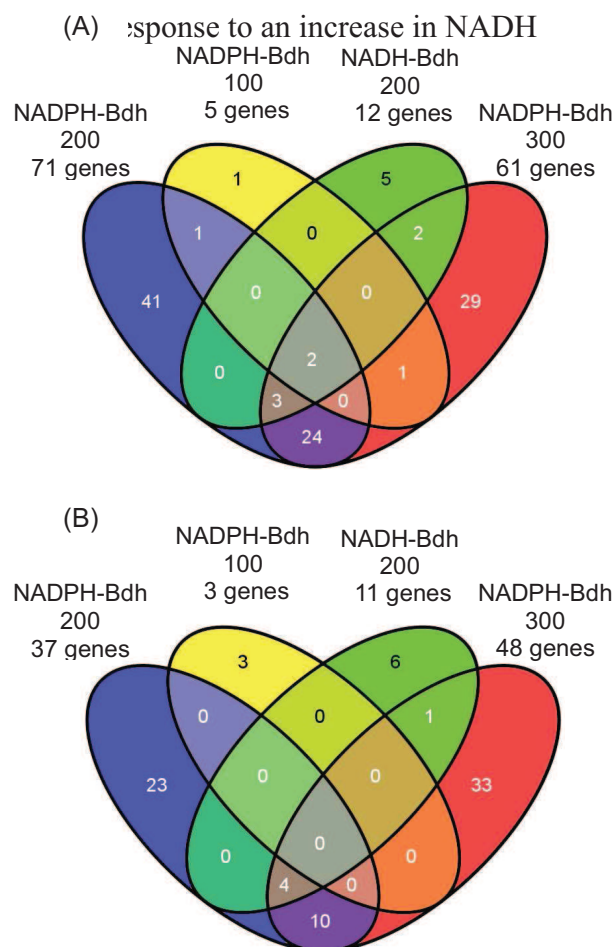 (A) esponse to an increase in NADH
NADPH-Bdh
100
5 genes
NADH-Bdh
200
12 genes
NADPH-Bdh
200
71 genes
NADPH-Bdh
300
61 genes
1
5
1
0
2
41
0
0
29
0
2
1
3
0
24
(B)
NADPH-Bdh
100
3 genes
NADH-Bdh
200
11 genes
NADPH-Bdh
200
37 genes
NADPH-Bdh
300
48 genes
3
6
0
0
1
23
0
0
33
0
0
0
4
0
10